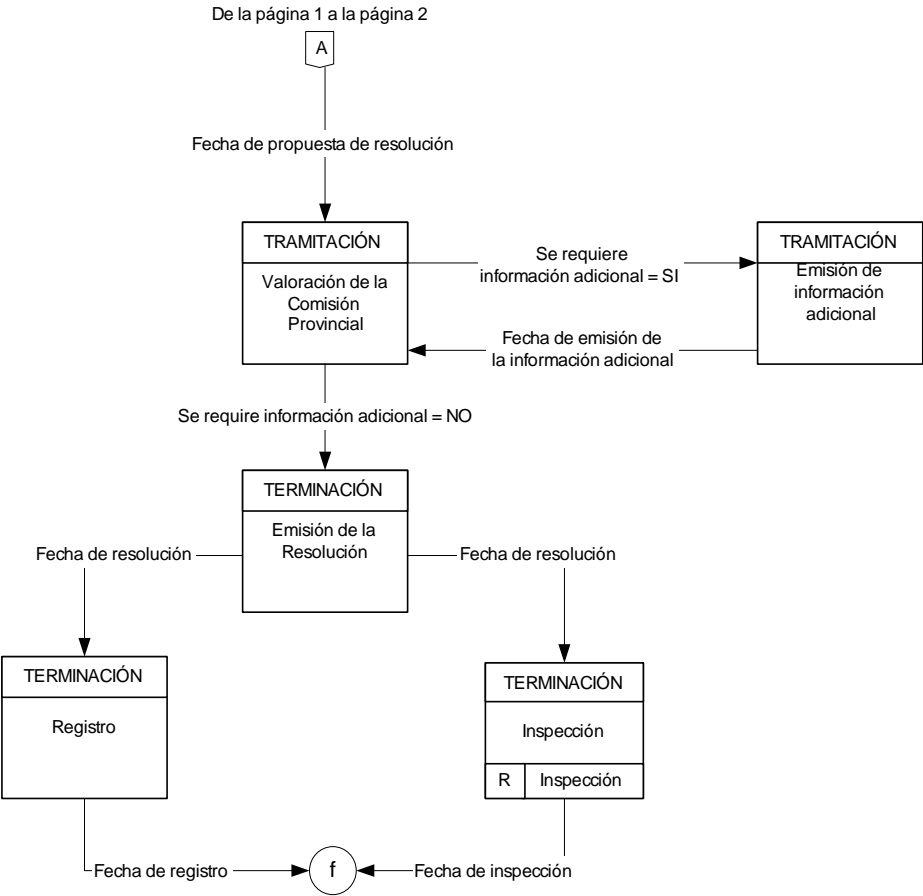 De la página 1 a la página 2
A
Fecha de propuesta de resolución
TRAMITACIÓN
Valoración de la
Comisión
Provincial
Se requiere
información adicional = SI
TRAMITACIÓN
Emisión de
información
adicional
Fecha de emisión de
la información adicional
Se require información adicional = NO
TERMINACIÓN
Emisión de la
Resolución
Fecha de resolución
Fecha de resolución
TERMINACIÓN
Registro
TERMINACIÓN
Inspección
R
Inspección
Fecha de registro
f
Fecha de inspección